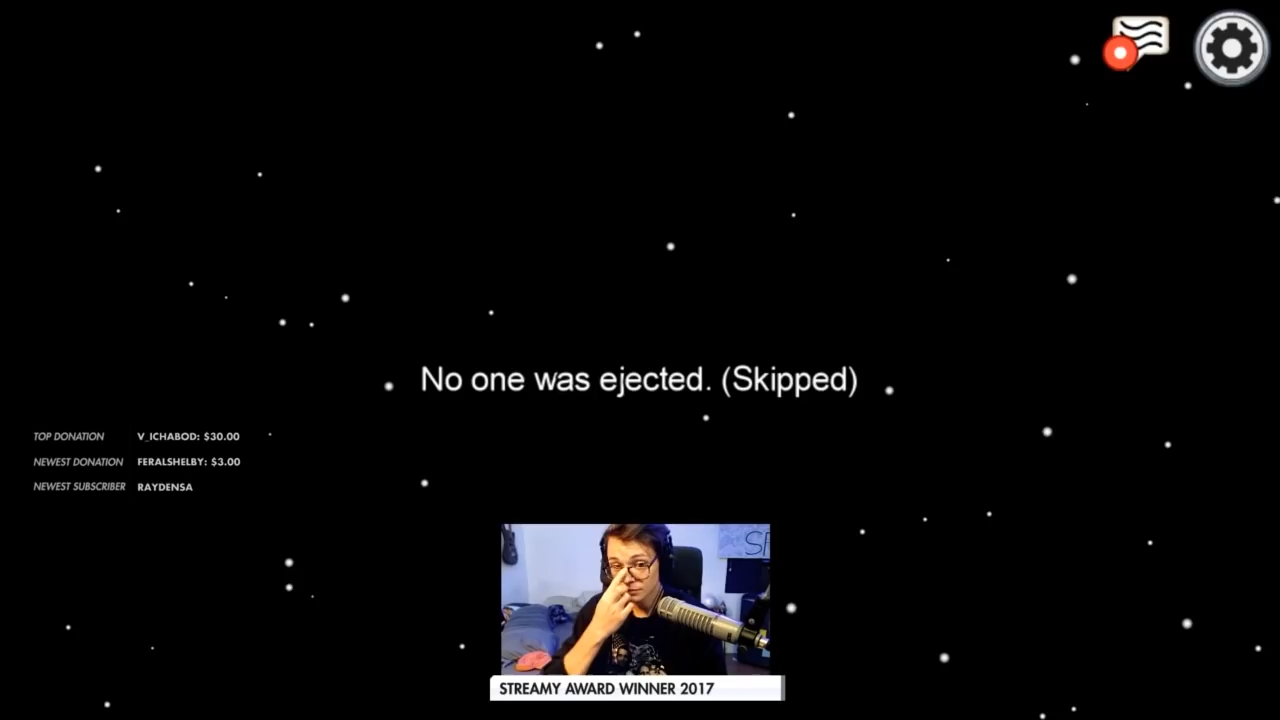 No one was ejected. (Skipped)
TOP DONATION V_ICHABOD: $30.00
NEWEST DONATION FERALSHELBY: $3.00
NEWEST SUBSCRIBER RAYDENSA
STREAMY AWARD WINNER 2017